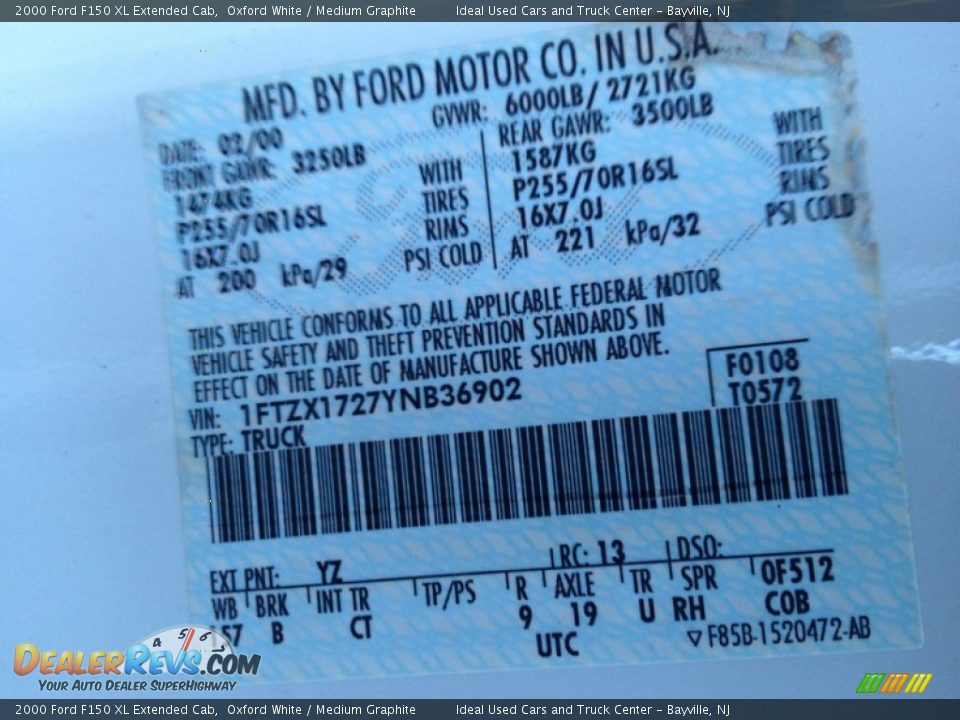 2000 Ford F150 XL Extended Cab, Oxford White / Medium Graphite Ideal Used Cars and Truck Center – Bayville, NJ
MFD. BY FORD MOTOR CO. IN U.S.A.
DATE: 02/00 GVWR: 6000LB/ 2721KG
FRONT GAWR: 3250LB REAR GAWR: 3500LB
1474KG WITH 1587KG WITH
P255/70R16SL TIRES P255/70R16SL TIRES
16X7.0J RIMS 16X7.0J RIMS
AT 200 kPa/29 PSI COLD AT 221 kPa/32 PSI COLD
THIS VEHICLE CONFORMS TO ALL APPLICABLE FEDERAL MOTOR
VEHICLE SAFETY AND THEFT PREVENTION STANDARDS IN
EFFECT ON THE DATE OF MANUFACTURE SHOWN ABOVE.
VIN: 1FTZX1727YNB36902 F0108
TYPE: TRUCK T0572
EXT PNT: YZ RC: 13 DSO:
WB BRK INT TR TP/PS R AXLE TR SPR 0F512
157 B CT 9 19 U RH C0B
UTC ▽F85B-1520472-AB
4 5 6
DealerRevs.com
Your Auto Dealer SuperHighway
2000 Ford F150 XL Extended Cab, Oxford White / Medium Graphite Ideal Used Cars and Truck Center – Bayville, NJ